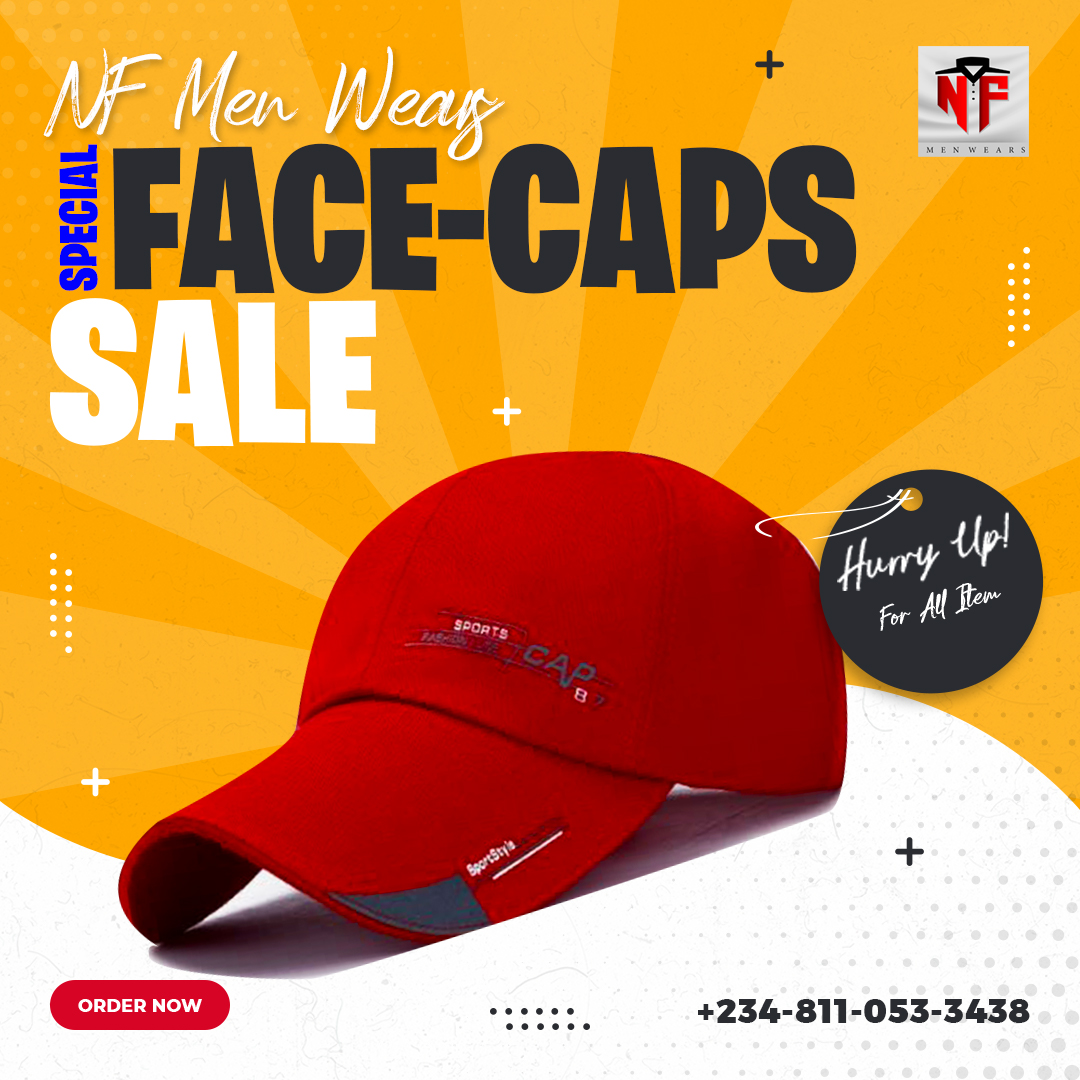 NF Men Wears
NF
MEN WEARS
SPECIAL
FACE-CAPS
SALE
Hurry Up!
For All Item
SPORTS
CAP
87
SportStyle
ORDER NOW
+234-811-053-3438